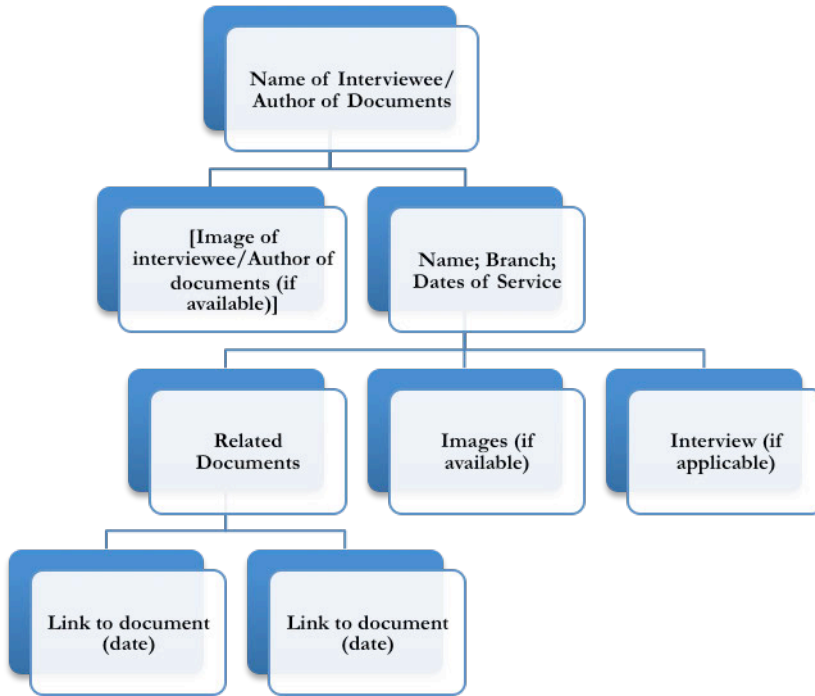 Name of Interviewee/
Author of Documents
[Image of
interviewee/Author of
documents (if
available)]
Name; Branch;
Dates of Service
Related
Documents
Images (if
available)
Interview (if
applicable)
Link to document
(date)
Link to document
(date)